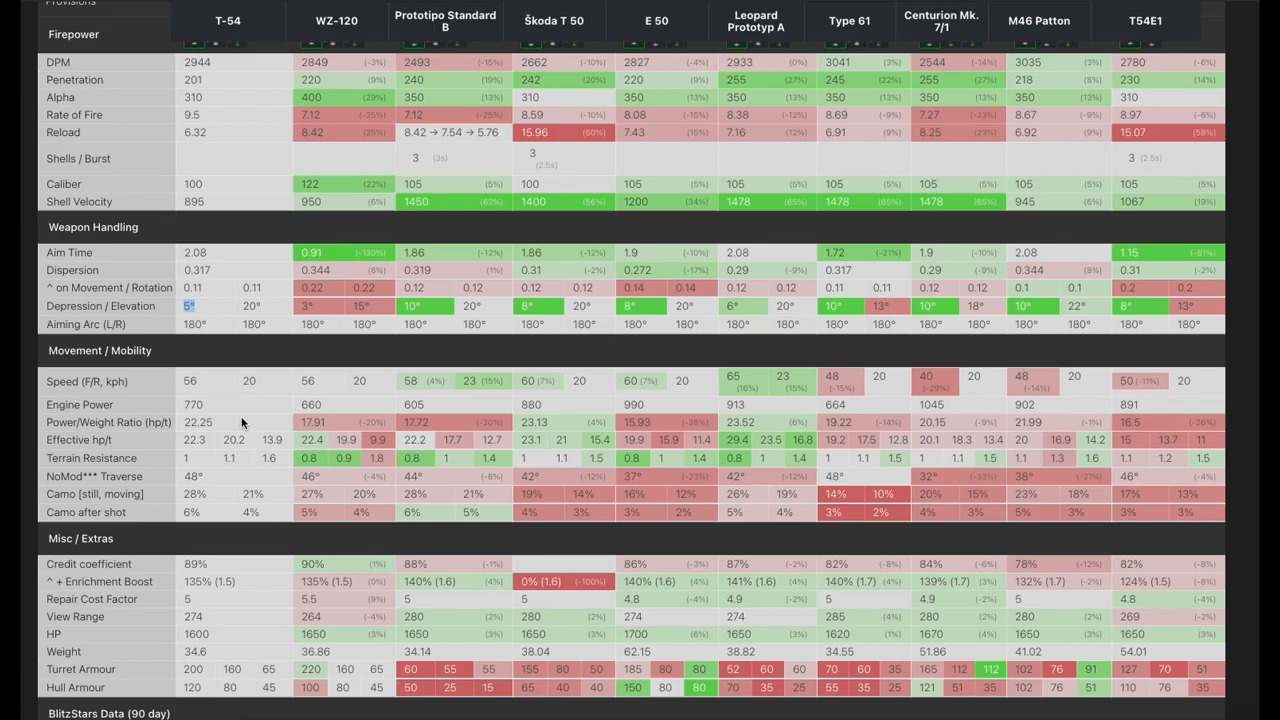 Provisions
T-54 WZ-120 Prototipo Standard B Škoda T 50 E 50 Leopard Prototyp A Type 61 Centurion Mk. 7/1 M46 Patton T54E1
Firepower
DPM 2944 2849 (-3%) 2493 (-15%) 2662 (-10%) 2827 (-4%) 2933 (0%) 3041 (3%) 2544 (-14%) 3035 (3%) 2780 (-6%)
Penetration 201 220 (9%) 240 (19%) 242 (20%) 220 (9%) 255 (27%) 245 (22%) 255 (27%) 218 (8%) 230 (14%)
Alpha 310 400 (29%) 350 (13%) 310 350 (13%) 350 (13%) 350 (13%) 350 (13%) 350 (13%) 310
Rate of Fire 9.5 7.12 (-25%) 7.12 (-25%) 8.59 (-10%) 8.08 (-15%) 8.38 (-12%) 8.69 (-9%) 7.27 (-23%) 8.67 (-9%) 8.97 (-6%)
Reload 6.32 8.42 (25%) 8.42 → 7.54 → 5.76 15.96 (60%) 7.43 (15%) 7.16 (12%) 6.91 (9%) 8.25 (23%) 6.92 (9%) 15.07 (58%)
Shells / Burst 3 (3s) 3 (2.5s) 3 (2.5s)
Caliber 100 122 (22%) 105 (5%) 100 105 (5%) 105 (5%) 105 (5%) 105 (5%) 105 (5%) 105 (5%)
Shell Velocity 895 950 (6%) 1450 (62%) 1400 (56%) 1200 (34%) 1478 (65%) 1478 (65%) 1478 (65%) 945 (6%) 1067 (19%)
Weapon Handling
Aim Time 2.08 0.91 (-130%) 1.86 (-12%) 1.86 (-12%) 1.9 (-10%) 2.08 1.72 (-21%) 1.9 (-10%) 2.08 1.15 (-81%)
Dispersion 0.317 0.344 (8%) 0.319 (1%) 0.31 (-2%) 0.272 (-17%) 0.29 (-9%) 0.317 0.29 (-9%) 0.344 (8%) 0.31 (-2%)
^ on Movement / Rotation 0.11 0.11 0.22 0.22 0.12 0.12 0.12 0.12 0.14 0.14 0.12 0.12 0.11 0.11 0.12 0.12 0.1 0.1 0.2 0.2
Depression / Elevation 5° 20° 3° 15° 10° 20° 8° 20° 8° 20° 6° 20° 10° 13° 10° 18° 10° 22° 8° 13°
Aiming Arc (L/R) 180° 180° 180° 180° 180° 180° 180° 180° 180° 180° 180° 180° 180° 180° 180° 180° 180° 180° 180° 180°
Movement / Mobility
Speed (F/R, kph) 56 20 56 20 58 (4%) 23 (15%) 60 (7%) 20 60 (7%) 20 65 (16%) 23 (15%) 48 (-15%) 20 40 (-29%) 20 48 (-14%) 20 50 (-11%) 20
Engine Power 770 660 605 880 990 913 664 1045 902 891
Power/Weight Ratio (hp/t) 22.25 17.91 (-20%) 17.72 (-20%) 23.13 (4%) 15.93 (-28%) 23.52 (6%) 19.22 (-14%) 20.15 (-9%) 21.99 (-1%) 16.5 (-26%)
Effective hp/t 22.3 20.2 13.9 22.4 19.9 9.9 22.2 17.7 12.7 23.1 21 15.4 19.9 15.9 11.4 29.4 23.5 16.8 19.2 17.5 12.8 20.1 18.3 13.4 20 16.9 14.2 15 13.7 11
Terrain Resistance 1 1.1 1.6 0.8 0.9 1.8 0.8 1 1.4 1 1.1 1.5 0.8 1 1.4 0.8 1 1.4 1 1.1 1.5 1 1.1 1.5 1.1 1.3 1.6 1.1 1.2 1.5
NoMod*** Traverse 48° 46° (-4%) 44° (-8%) 42° (-12%) 37° (-23%) 42° (-12%) 48° 32° (-33%) 38° (-21%) 46° (-4%)
Camo [still, moving] 28% 21% 27% 20% 28% 21% 19% 14% 16% 12% 26% 19% 14% 10% 20% 15% 23% 18% 17% 13%
Camo after shot 6% 4% 5% 4% 6% 5% 4% 3% 3% 2% 5% 4% 3% 2% 4% 3% 5% 3% 3% 3%
Misc / Extras
Credit coefficient 89% 90% (1%) 88% (-1%) 86% (-3%) 87% (-2%) 82% (-8%) 84% (-6%) 78% (-12%) 82% (-8%)
^ + Enrichment Boost 135% (1.5) 135% (1.5) (0%) 140% (1.6) (4%) 0% (1.6) (-100%) 140% (1.6) (4%) 141% (1.6) (4%) 140% (1.7) (4%) 139% (1.7) (3%) 132% (1.7) (-2%) 124% (1.5) (-8%)
Repair Cost Factor 5 5.5 (9%) 5 5 4.8 (-4%) 4.9 (-2%) 5 4.9 (-2%) 5 4.8 (-4%)
View Range 274 264 (-4%) 280 (2%) 280 (2%) 274 280 (2%) 285 (4%) 280 (2%) 280 (2%) 269 (-2%)
HP 1600 1650 (3%) 1650 (3%) 1650 (3%) 1700 (6%) 1650 (3%) 1620 (1%) 1670 (4%) 1650 (3%) 1650 (3%)
Weight 34.6 36.86 34.14 38.04 62.15 38.82 34.55 51.86 41.02 54.01
Turret Armour 200 160 65 220 160 65 60 55 55 155 80 50 185 80 80 52 60 60 70 60 35 165 112 112 102 76 91 127 70 51
Hull Armour 120 80 45 100 80 45 50 25 15 65 40 40 150 80 80 70 35 25 55 35 25 121 51 35 102 76 51 110 76 35
BlitzStars Data (90 day)